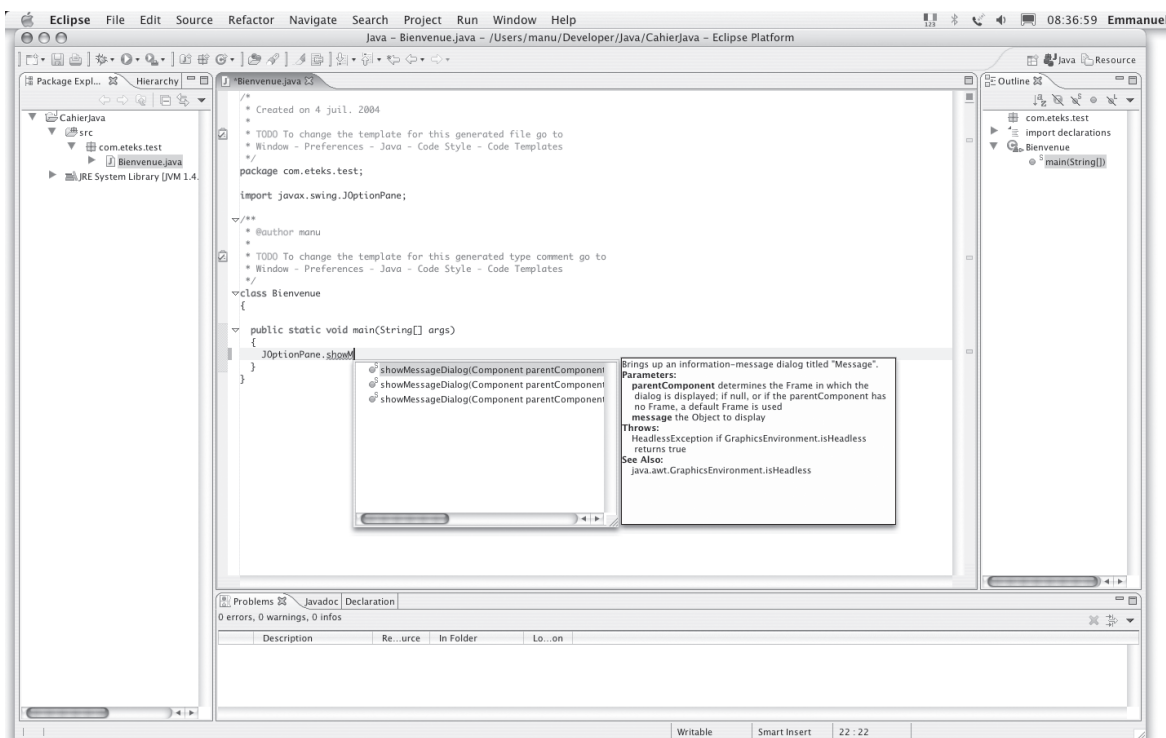 Eclipse File Edit Source Refactor Navigate Search Project Run Window Help
123
08:36:59 Emmanuel
Java – Bienvenue.java – /Users/manu/Developer/Java/CahierJava – Eclipse Platform
Java Resource
Package Expl... Hierarchy
CahierJava
src
com.eteks.test
Bienvenue.java
JRE System Library [JVM 1.4.
*Bienvenue.java
/*
* Created on 4 juil. 2004
*
* TODO To change the template for this generated file go to
* Window - Preferences - Java - Code Style - Code Templates
*/
package com.eteks.test;
import javax.swing.JOptionPane;
/**
* @author manu
*
* TODO To change the template for this generated type comment go to
* Window - Preferences - Java - Code Style - Code Templates
*/
class Bienvenue
{
public static void main(String[] args)
{
JOptionPane.showM
}
}
showMessageDialog(Component parentComponent
showMessageDialog(Component parentComponent
showMessageDialog(Component parentComponent
Brings up an information-message dialog titled "Message".
Parameters:
parentComponent determines the Frame in which the
dialog is displayed; if null, or if the parentComponent has
no Frame, a default Frame is used
message the Object to display
Throws:
HeadlessException if GraphicsEnvironment.isHeadless
returns true
See Also:
java.awt.GraphicsEnvironment.isHeadless
Outline
com.eteks.test
import declarations
Bienvenue
main(String[])
Problems Javadoc Declaration
0 errors, 0 warnings, 0 infos
Description Re...urce In Folder Lo...on
Writable Smart Insert 22 : 22